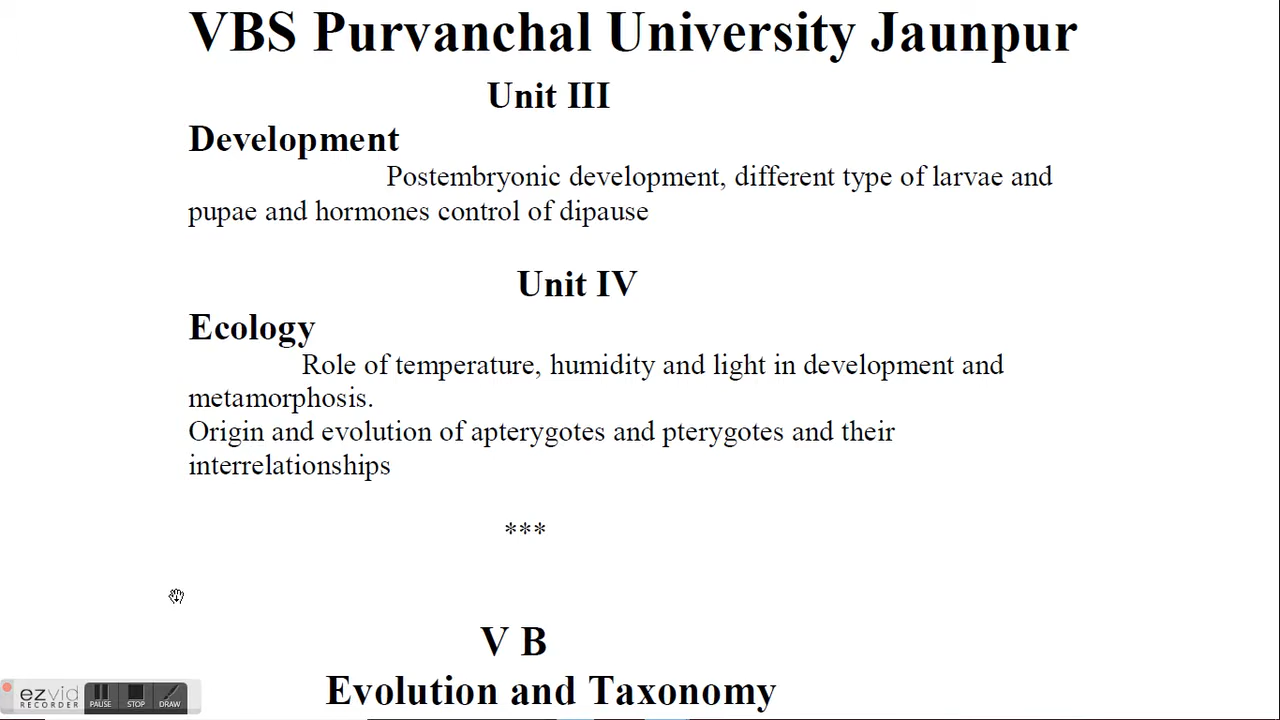 VBS Purvanchal University Jaunpur
Unit III
Development
Postembryonic development, different type of larvae and
pupae and hormones control of dipause
Unit IV
Ecology
Role of temperature, humidity and light in development and
metamorphosis.
Origin and evolution of apterygotes and pterygotes and their
interrelationships
***
V B
Evolution and Taxonomy
ezvid
RECORDER
PAUSE STOP DRAW